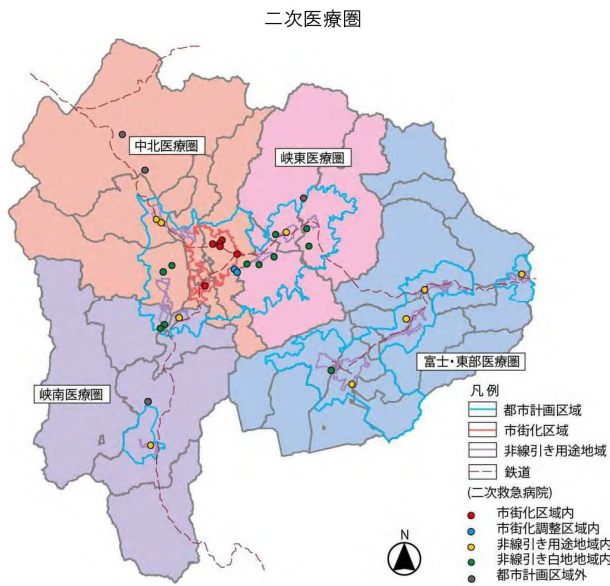 二次医療圏
中北医療圏
峡東医療圏
峡南医療圏
富士・東部医療圏
凡 例
都市計画区域
市街化区域
非線引き用途地域
鉄道
(二次救急病院)
市街化区域内
市街化調整区域内
非線引き用途地域内
非線引き白地地域内
都市計画区域外
N